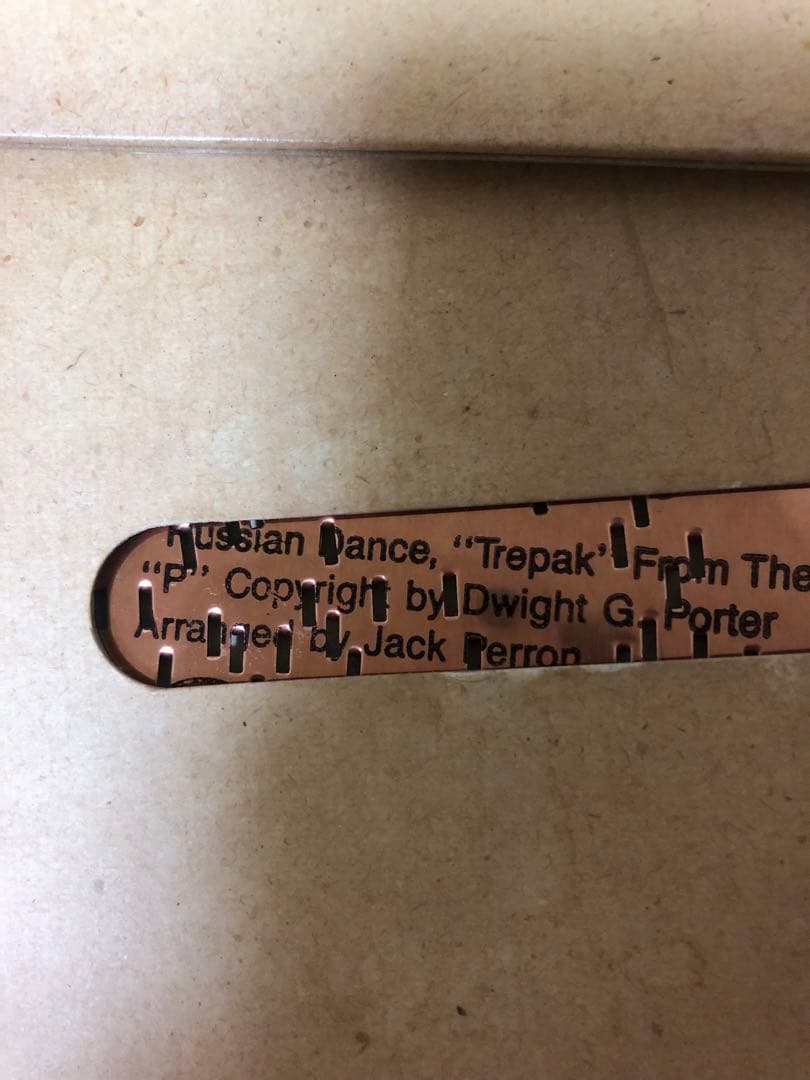 Russian Dance, “Trepak” From The
“P” Copyright by Dwight G. Porter
Arranged by Jack Perron